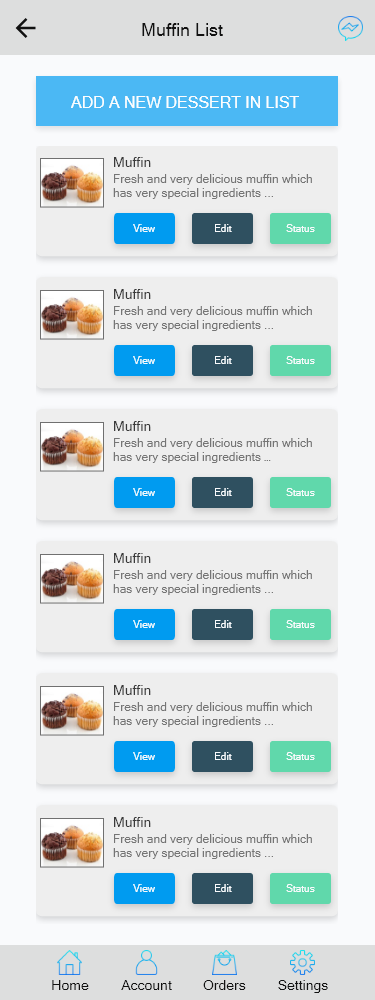 Muffin List
ADD A NEW DESSERT IN LIST
Muffin
Fresh and very delicious muffin which
has very special ingredients ...
View Edit Status
Muffin
Fresh and very delicious muffin which
has very special ingredients ...
View Edit Status
Muffin
Fresh and very delicious muffin which
has very special ingredients ...
View Edit Status
Muffin
Fresh and very delicious muffin which
has very special ingredients ...
View Edit Status
Muffin
Fresh and very delicious muffin which
has very special ingredients ...
View Edit Status
Muffin
Fresh and very delicious muffin which
has very special ingredients ...
View Edit Status
Home Account Orders Settings